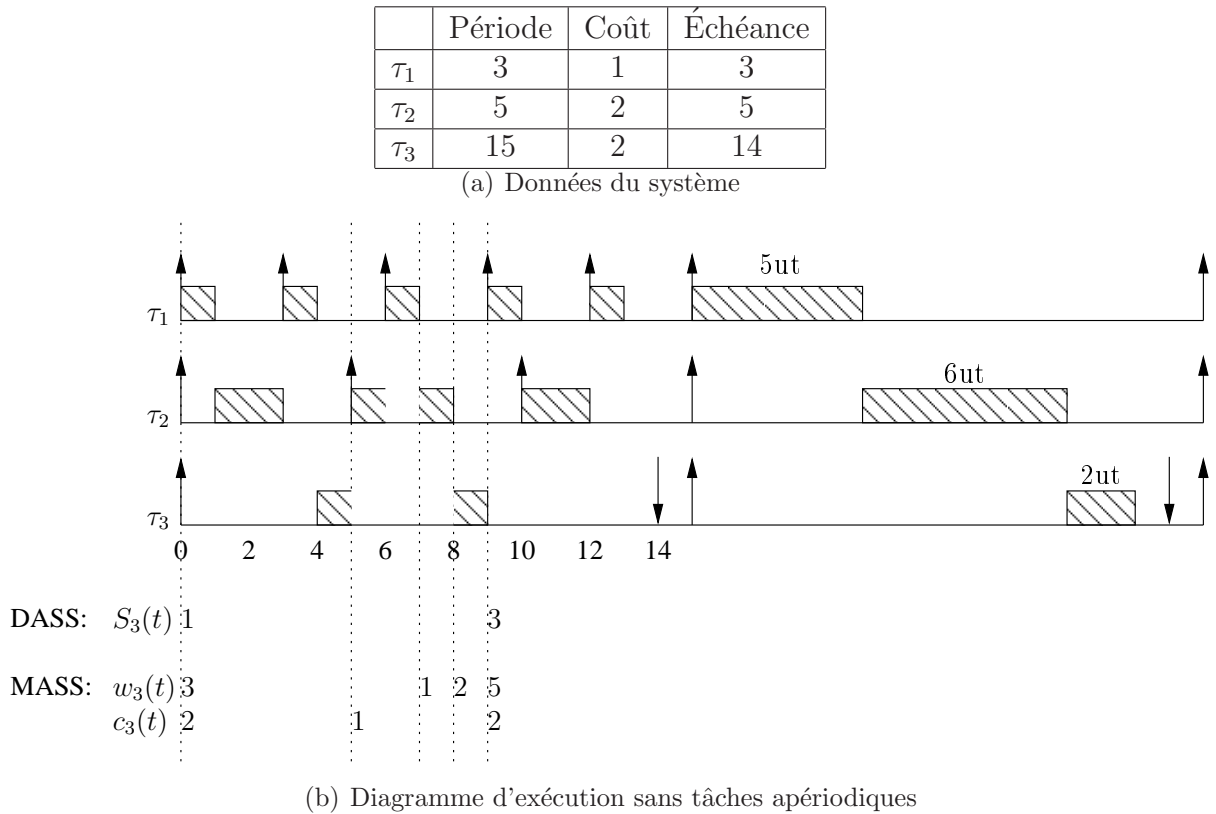 Période Coût Échéance
τ1 3 1 3
τ2 5 2 5
τ3 15 2 14
(a) Données du système
5ut
τ1
6ut
τ2
2ut
τ3
0 2 4 6 8 10 12 14
DASS: S3(t) 1 3
MASS: w3(t) 3 1 2 5
c3(t) 2 1 2
(b) Diagramme d'exécution sans tâches apériodiques